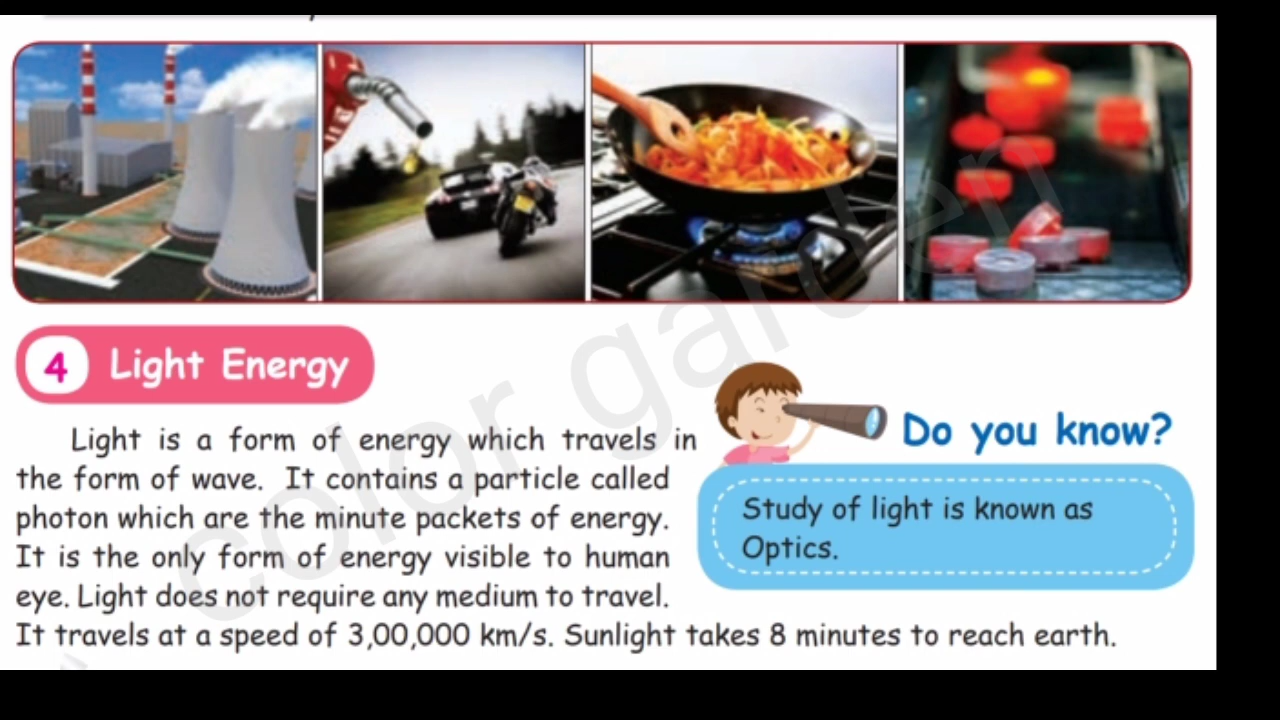 4 Light Energy
Do you know?
Study of light is known as
Optics.
Light is a form of energy which travels in
the form of wave. It contains a particle called
photon which are the minute packets of energy.
It is the only form of energy visible to human
eye. Light does not require any medium to travel.
It travels at a speed of 3,00,000 km/s. Sunlight takes 8 minutes to reach earth.
color garden